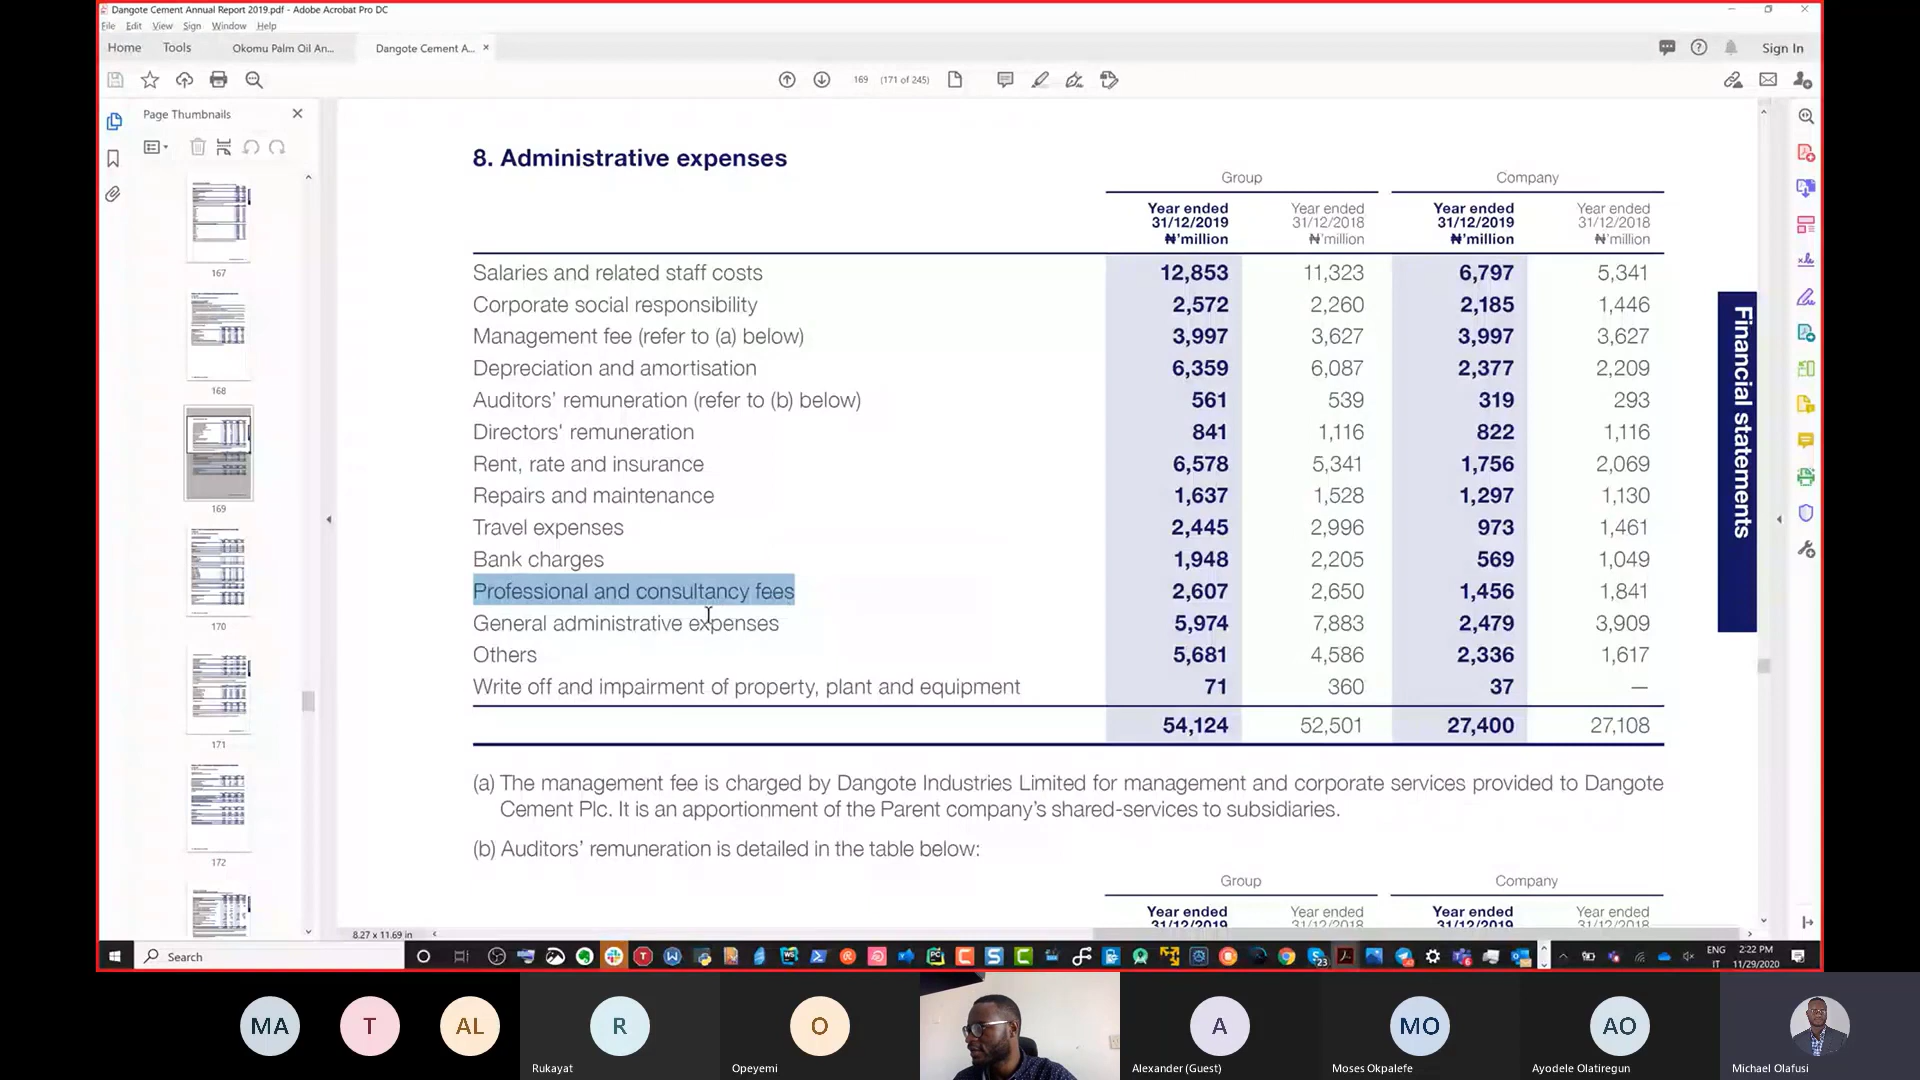 Dangote Cement Annual Report 2019.pdf - Adobe Acrobat Pro DC
File Edit View Sign Window Help
Home Tools Okomu Palm Oil An... Dangote Cement A... × Sign In
169 (171 of 245)
Page Thumbnails
167
168
169
170
171
172
8. Administrative expenses
Group Company
Year ended 31/12/2019 ₦'million
Year ended 31/12/2018 ₦'million
Year ended 31/12/2019 ₦'million
Year ended 31/12/2018 ₦'million
Salaries and related staff costs 12,853 11,323 6,797 5,341
Corporate social responsibility 2,572 2,260 2,185 1,446
Management fee (refer to (a) below) 3,997 3,627 3,997 3,627
Depreciation and amortisation 6,359 6,087 2,377 2,209
Auditors' remuneration (refer to (b) below) 561 539 319 293
Directors' remuneration 841 1,116 822 1,116
Rent, rate and insurance 6,578 5,341 1,756 2,069
Repairs and maintenance 1,637 1,528 1,297 1,130
Travel expenses 2,445 2,996 973 1,461
Bank charges 1,948 2,205 569 1,049
Professional and consultancy fees 2,607 2,650 1,456 1,841
General administrative expenses 5,974 7,883 2,479 3,909
Others 5,681 4,586 2,336 1,617
Write off and impairment of property, plant and equipment 71 360 37 —
54,124 52,501 27,400 27,108
(a) The management fee is charged by Dangote Industries Limited for management and corporate services provided to Dangote
Cement Plc. It is an apportionment of the Parent company's shared-services to subsidiaries.
(b) Auditors' remuneration is detailed in the table below:
Group Company
Year ended 31/12/2019
Year ended 31/12/2018
Year ended 31/12/2019
Year ended 31/12/2018
Financial statements
8.27 x 11.69 in
Search
ENG
IT
2:22 PM
11/29/2020
23
MA
T
AL
R
Rukayat
O
Opeyemi
A
Alexander (Guest)
MO
Moses Okpalefe
AO
Ayodele Olatiregun
Michael Olafusi